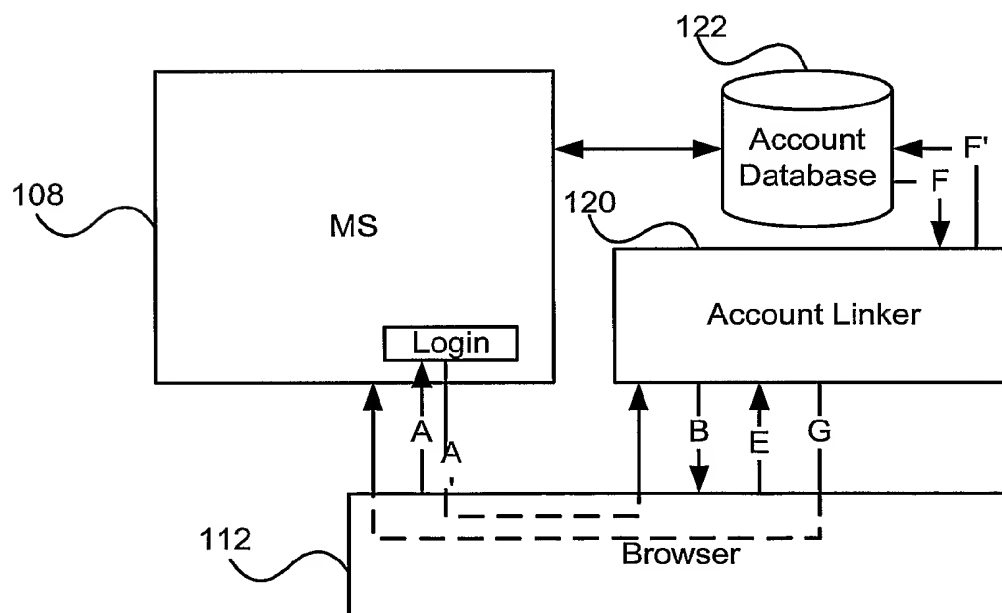 122
Account
Database
F'
F
108
120
MS
Account Linker
Login
A
A
'
B
E
G
112
Browser